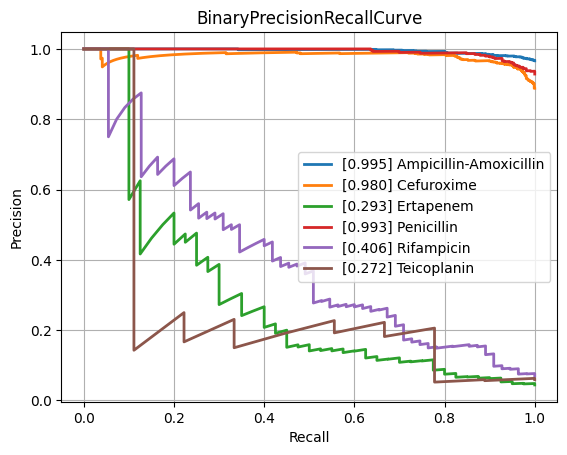 BinaryPrecisionRecallCurve
Precision
1.0
0.8
0.6
0.4
0.2
0.0
[0.995] Ampicillin-Amoxicillin
[0.980] Cefuroxime
[0.293] Ertapenem
[0.993] Penicillin
[0.406] Rifampicin
[0.272] Teicoplanin
0.0 0.2 0.4 0.6 0.8 1.0
Recall